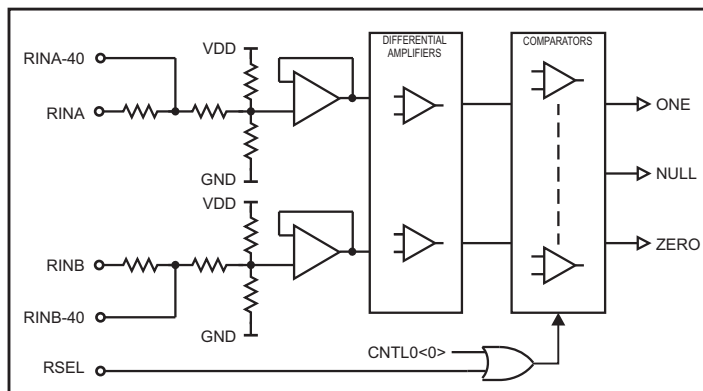 RINA-40
RINA
VDD
GND
VDD
RINB
RINB-40
GND
RSEL
DIFFERENTIAL
AMPLIFIERS
COMPARATORS
ONE
NULL
ZERO
CNTL0<0>